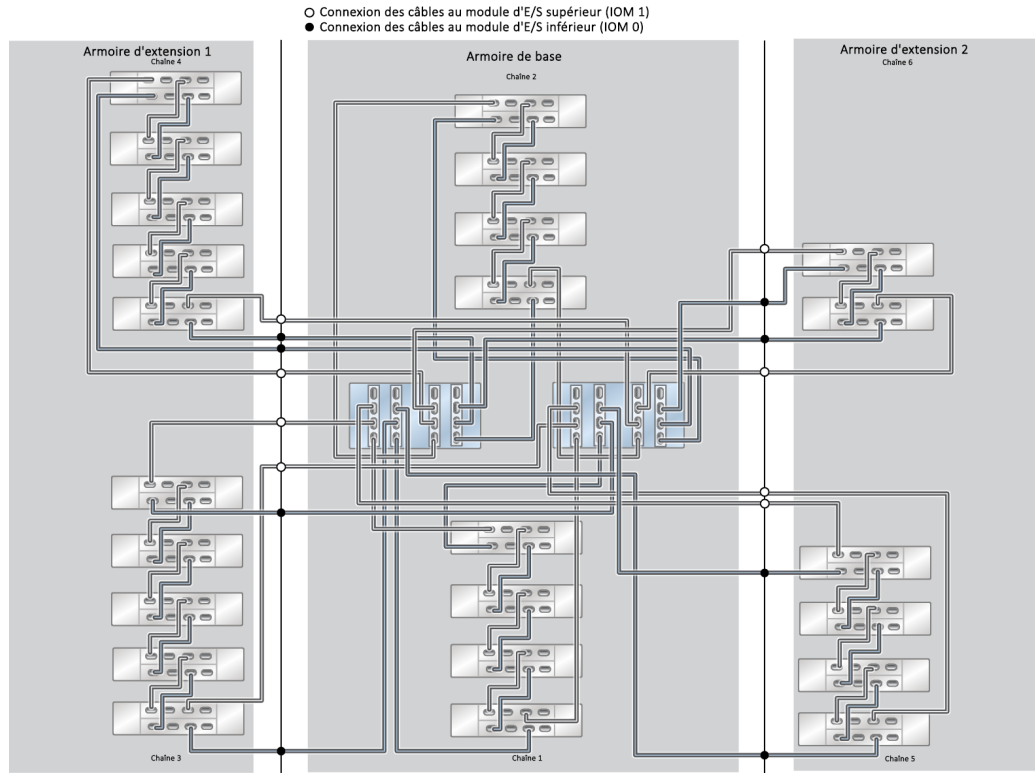 Connexion des câbles au module d'E/S supérieur (IOM 1)
Connexion des câbles au module d'E/S inférieur (IOM 0)
Armoire d'extension 1
Chaîne 4
Armoire de base
Chaîne 2
Armoire d'extension 2
Chaîne 6
Chaîne 3
Chaîne 1
Chaîne 5